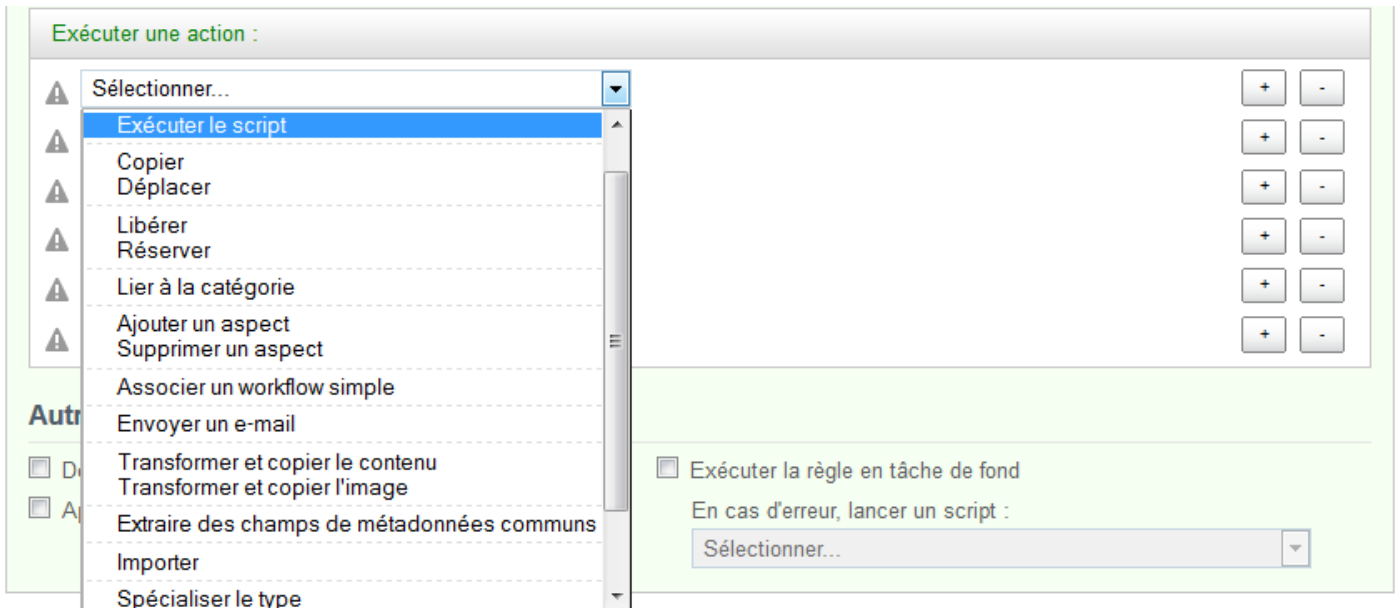 Exécuter une action :
Sélectionner...
+ -
Exécuter le script
+ -
Copier
Déplacer
+ -
Libérer
Réserver
+ -
Lier à la catégorie
+ -
Ajouter un aspect
Supprimer un aspect
+ -
Associer un workflow simple
Autr
Envoyer un e-mail
Transformer et copier le contenu
Transformer et copier l'image
Exécuter la règle en tâche de fond
En cas d'erreur, lancer un script :
Extraire des champs de métadonnées communs
Sélectionner...
Importer
Spécialiser le type